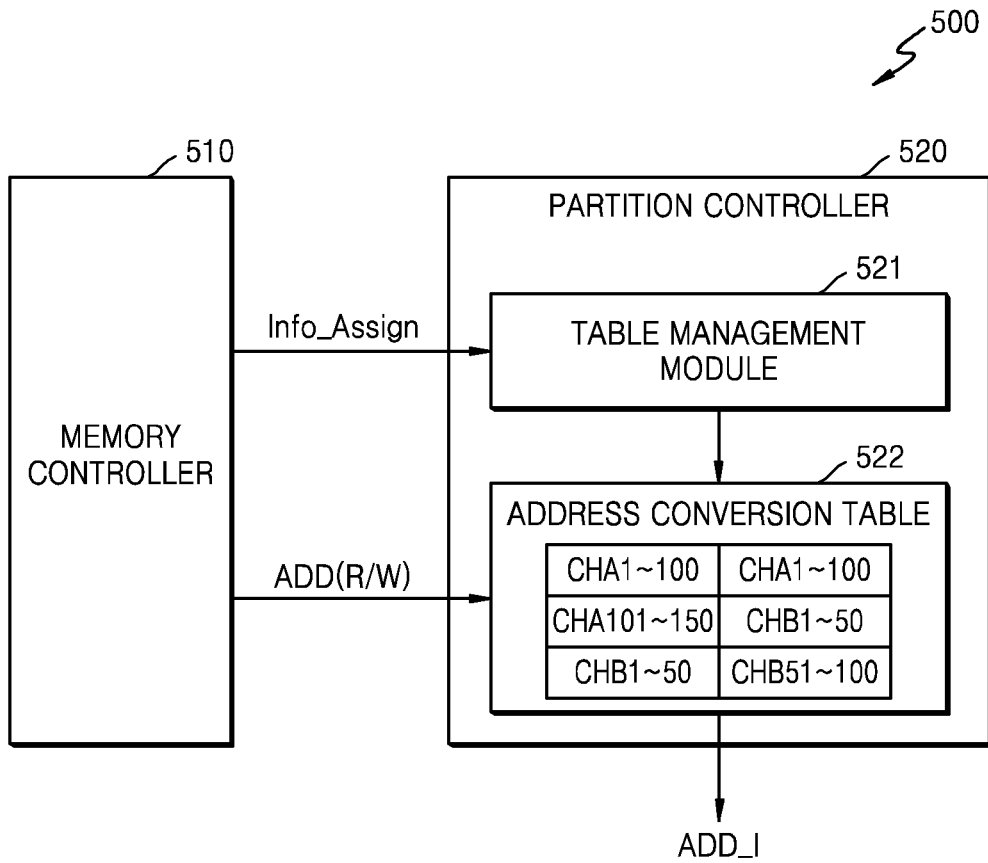 500
510
520
PARTITION CONTROLLER
521
Info_Assign
TABLE MANAGEMENT
MODULE
MEMORY
CONTROLLER
522
ADDRESS CONVERSION TABLE
ADD(R/W)
CHA1~100 CHA1~100
CHA101~150 CHB1~50
CHB1~50 CHB51~100
ADD_I